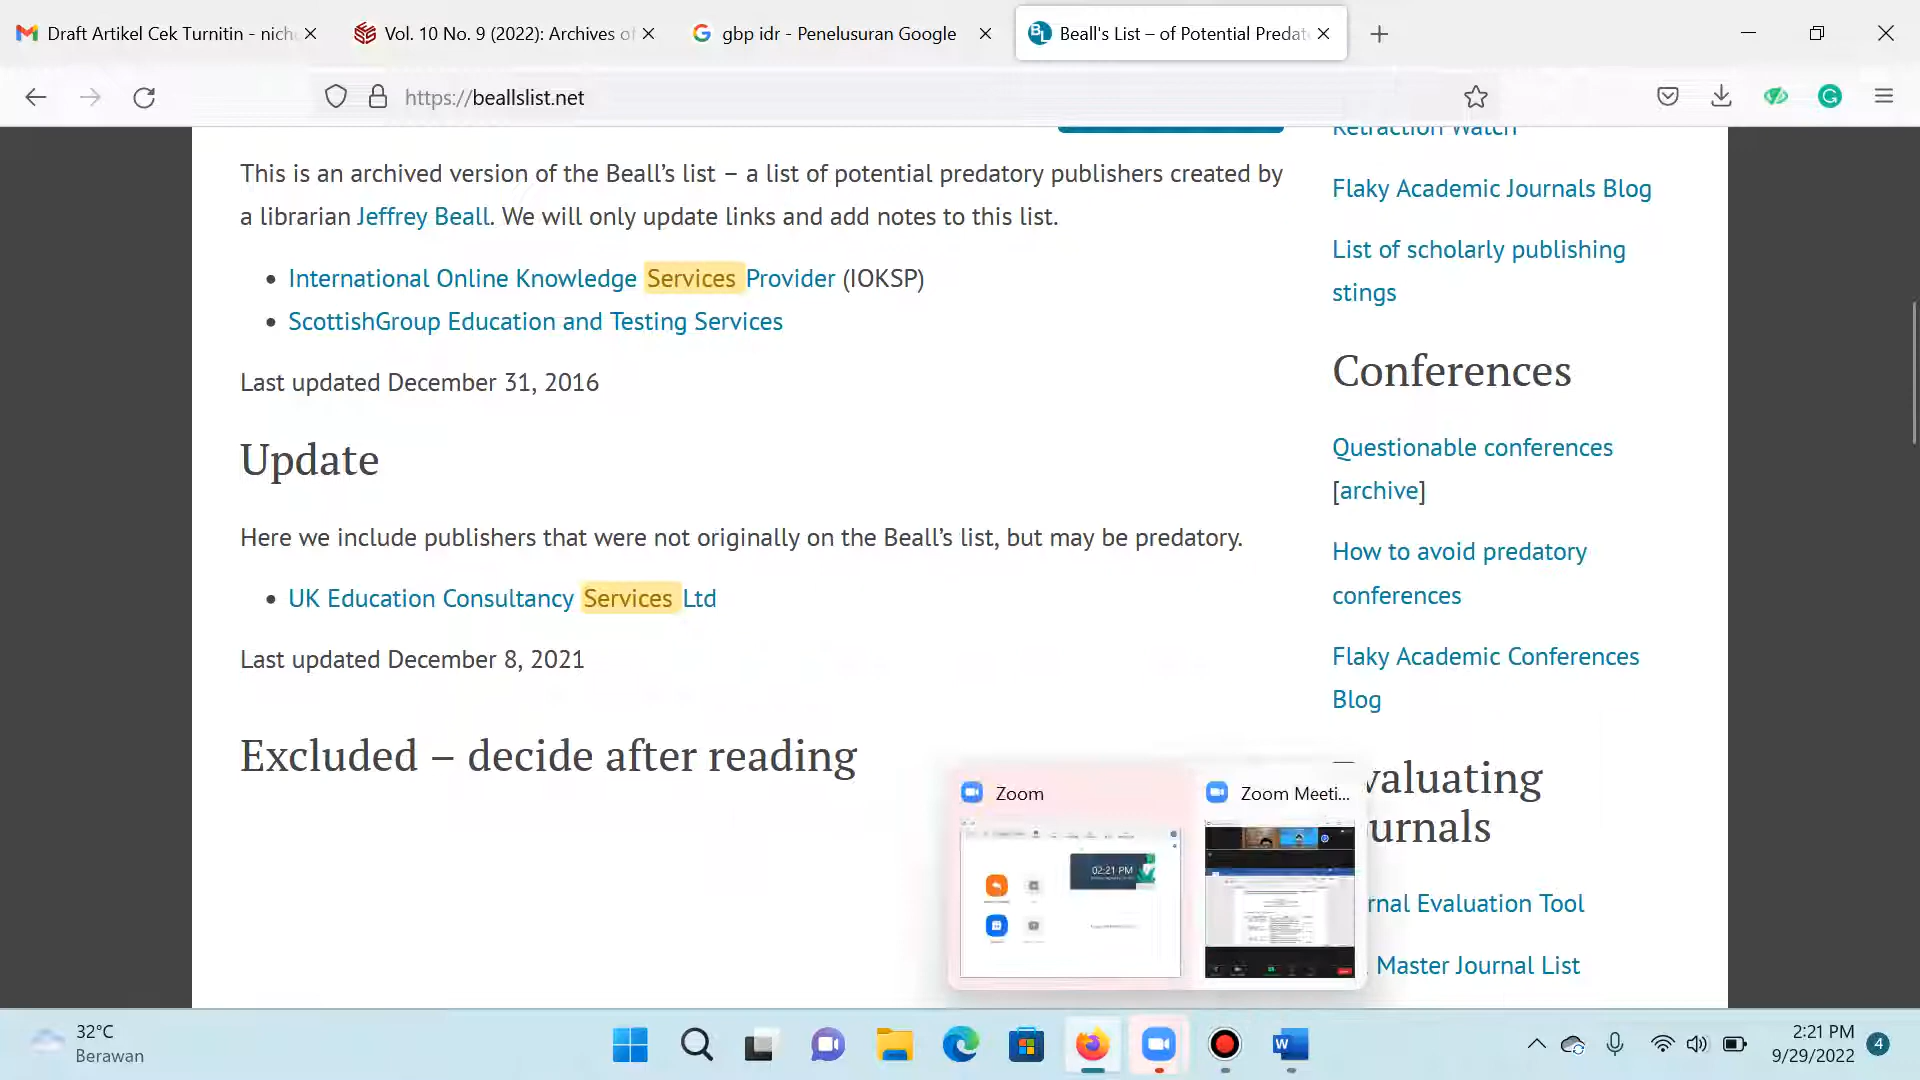 Draft Artikel Cek Turnitin - nich
Vol. 10 No. 9 (2022): Archives of
gbp idr - Penelusuran Google
Beall's List – of Potential Predat
https://beallslist.net
This is an archived version of the Beall’s list – a list of potential predatory publishers created by
a librarian Jeffrey Beall. We will only update links and add notes to this list.
International Online Knowledge Services Provider (IOKSP)
ScottishGroup Education and Testing Services
Last updated December 31, 2016
Update
Here we include publishers that were not originally on the Beall’s list, but may be predatory.
UK Education Consultancy Services Ltd
Last updated December 8, 2021
Excluded – decide after reading
Retraction Watch
Flaky Academic Journals Blog
List of scholarly publishing
stings
Conferences
Questionable conferences
[archive]
How to avoid predatory
conferences
Flaky Academic Conferences
Blog
valuating
urnals
rnal Evaluation Tool
Master Journal List
Zoom
Zoom Meeti...
02:21 PM
32°C
Berawan
2:21 PM
9/29/2022
4